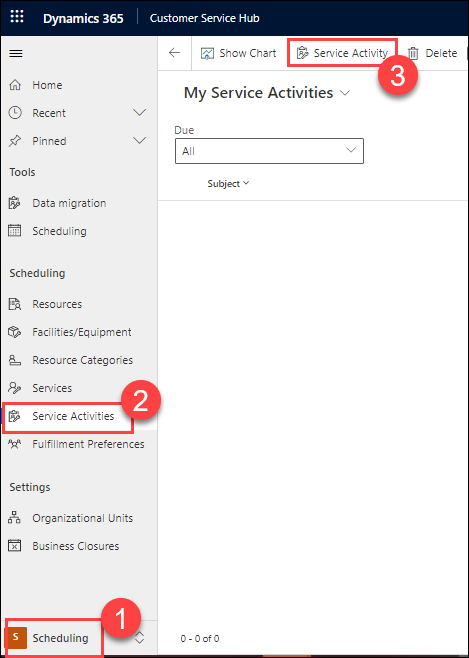 Dynamics 365 Customer Service Hub
Show Chart Service Activity Delete
3
Home
Recent
Pinned
Tools
Data migration
Scheduling
Scheduling
Resources
Facilities/Equipment
Resource Categories
Services
Service Activities
2
Fulfillment Preferences
Settings
Organizational Units
Business Closures
1
S Scheduling
My Service Activities
Due
All
Subject
0 - 0 of 0